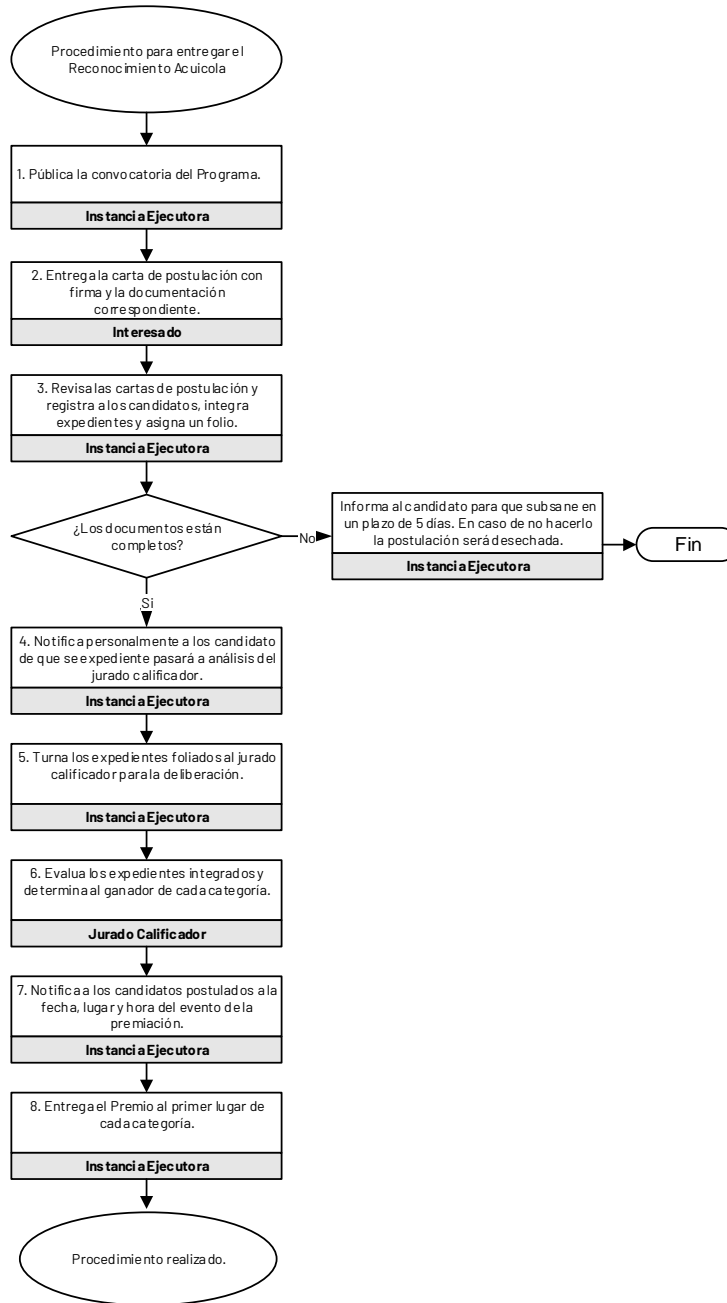 Procedimiento para entregar el
Reconocimiento Acuicola
1. Pública la convocatoria del Programa.
Instancia Ejecutora
2. Entrega la carta de postulación con
firma y la documentación
correspondiente.
Interesado
3. Revisa las cartas de postulación y
registra a los candidatos, integra
expedientes y asigna un folio.
Instancia Ejecutora
¿Los documentos están
completos?
No
Informa al candidato para que subsane en
un plazo de 5 días. En caso de no hacerlo
la postulación será desechada.
Instancia Ejecutora
Fin
Si
4. Notifica personalmente a los candidato
de que se expediente pasará a análisis del
jurado calificador.
Instancia Ejecutora
5. Turna los expedientes foliados al jurado
calificador para la deliberación.
Instancia Ejecutora
6. Evalua los expedientes integrados y
determina al ganador de cada categoría.
Jurado Calificador
7. Notifica a los candidatos postulados a la
fecha, lugar y hora del evento de la
premiación.
Instancia Ejecutora
8. Entrega el Premio al primer lugar de
cada categoría.
Instancia Ejecutora
Procedimiento realizado.